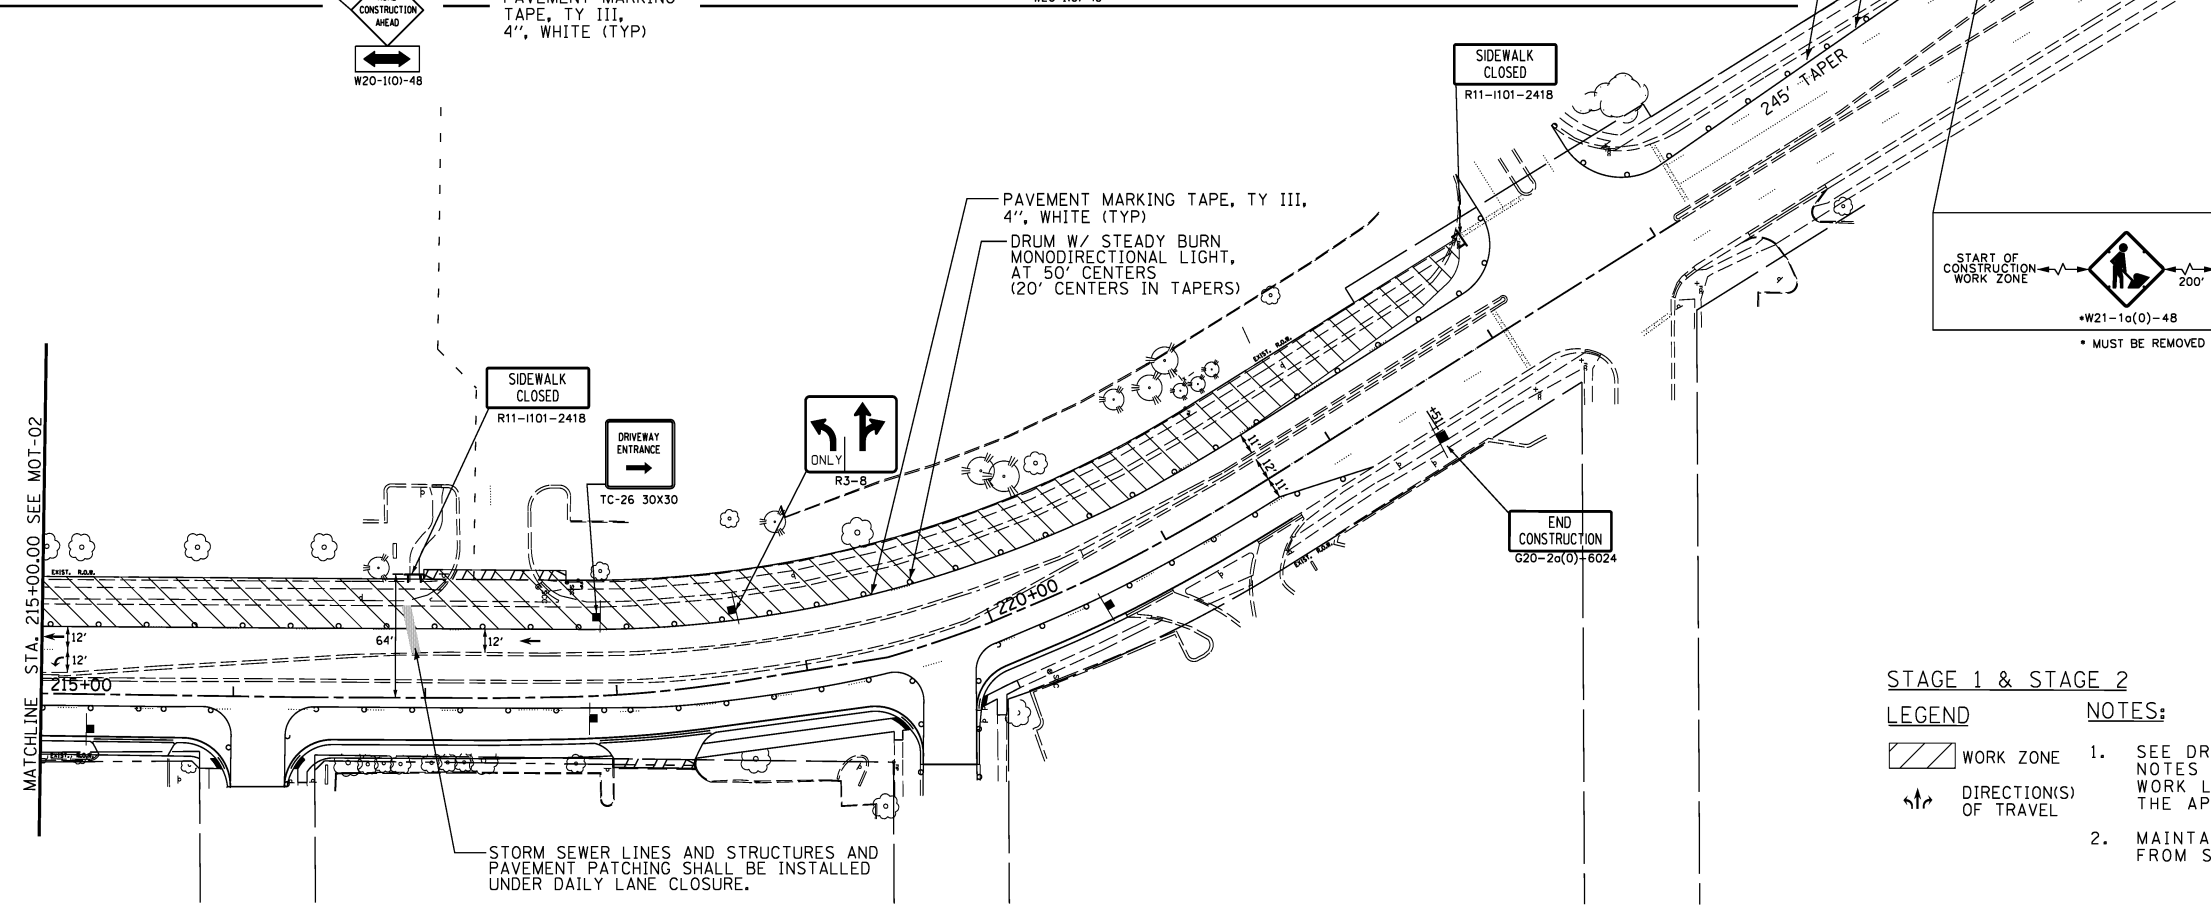 CONSTRUCTION
AHEAD
W20-1(O)-48
TAPE, TY III,
4", WHITE (TYP)
SIDEWALK
CLOSED
R11-I101-2418
245' TAPER
PAVEMENT MARKING TAPE, TY III,
4", WHITE (TYP)
DRUM W/ STEADY BURN
MONODIRECTIONAL LIGHT,
AT 50' CENTERS
(20' CENTERS IN TAPERS)
START OF
CONSTRUCTION
WORK ZONE
200'
*W21-1a(O)-48
* MUST BE REMOVED
EXIST. R.O.W.
SIDEWALK
CLOSED
R11-I101-2418
DRIVEWAY
ENTRANCE
TC-26 30X30
ONLY
R3-8
11'
12'
11'
END
CONSTRUCTION
G20-2a(O)-6024
EXIST. R.O.W.
MATCHLINE STA. 215+00.00 SEE MOT-02
EXIST. R.O.W.
12'
12'
64'
12'
215+00
220+00
STORM SEWER LINES AND STRUCTURES AND
PAVEMENT PATCHING SHALL BE INSTALLED
UNDER DAILY LANE CLOSURE.
STAGE 1 & STAGE 2
LEGEND
WORK ZONE
DIRECTION(S)
OF TRAVEL
NOTES:
1. SEE DR
NOTES
WORK L
THE AP
2. MAINTA
FROM S